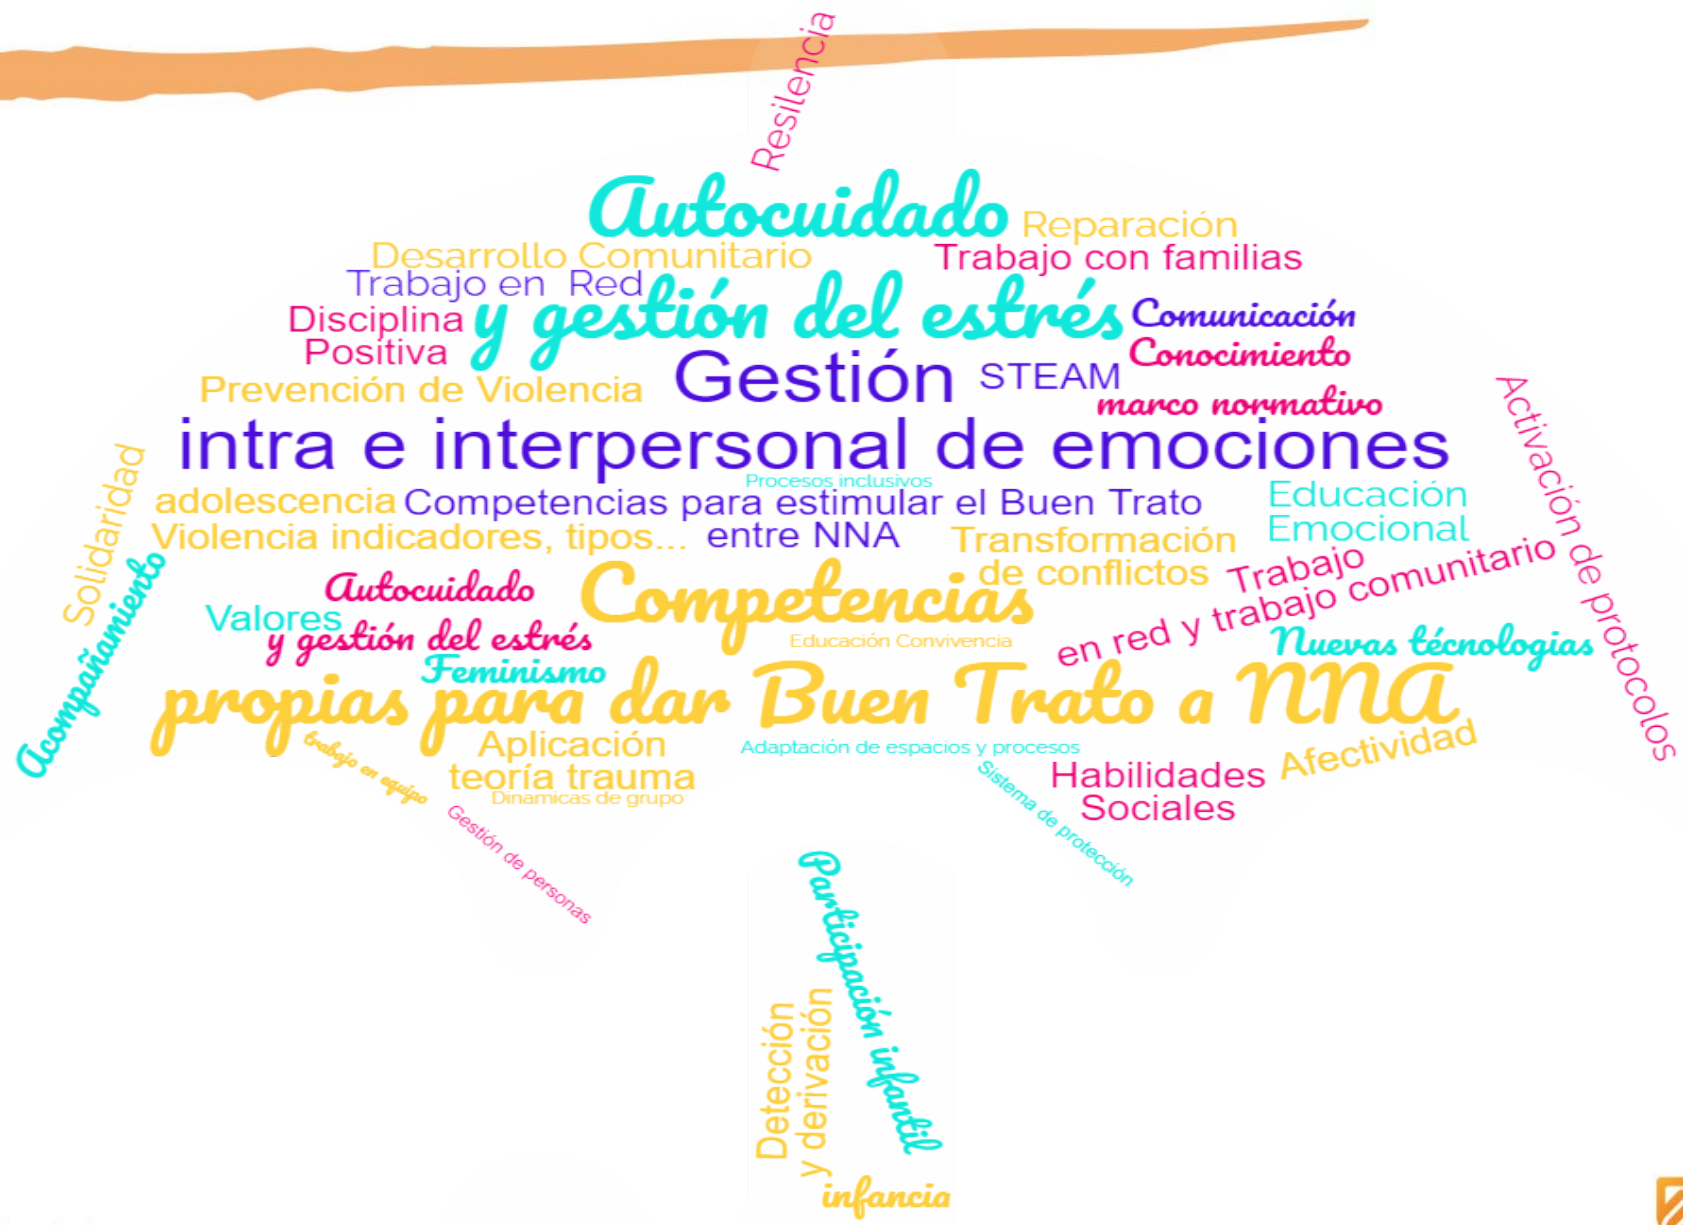 Resilencia
Autocuidado
Reparación
Desarrollo Comunitario
Trabajo con familias
Trabajo en Red
y gestión del estrés
Comunicación
Disciplina
Positiva
Conocimiento
marco normativo
Gestión
STEAM
Prevención de Violencia
intra e interpersonal de emociones
Procesos inclusivos
Solidaridad
adolescencia
Competencias para estimular el Buen Trato
entre NNA
Educación
Emocional
Activación de protocolos
Violencia indicadores, tipos...
Transformación
de conflictos
Trabajo
en red y trabajo comunitario
Acompañamiento
Autocuidado
y gestión del estrés
Valores
Competencias
Educación Convivencia
Nuevas técnologias
Feminismo
propias para dar Buen Trato a NNA
trabajo en equipo
Aplicación
teoría trauma
Adaptación de espacios y procesos
Afectividad
Dinamicas de grupo
Sistema de protección
Habilidades
Sociales
Gestión de personas
Participación infantil
Detección
y derivación
infancia